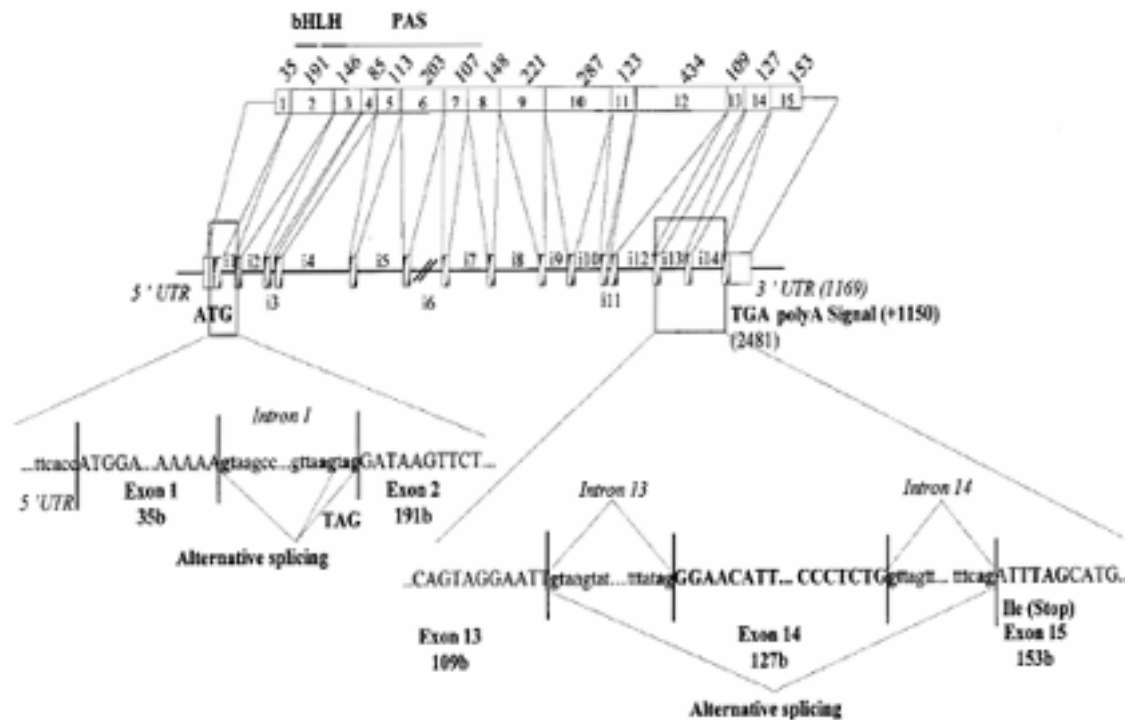 bHLH PAS
35 191 146 85 113 203 107 148 221 287 123 434 109 127 153
1 2 3 4 5 6 7 8 9 10 11 12 13 14 15
i1 i2 i4 i5 i7 i8 i9 i10 i12 i13 i14
5 ' UTR i3 i6 i11 3 ' UTR (1169)
ATG TGA polyA Signal (+1150)
(2481)
Intron 1
...ttcaccATGGA...AAAAAgtaagcc ...gttaagtagGATAAGTTCT...
5 'UTR Exon 1 Exon 2
35b TAG 191b
Alternative splicing
Intron 13 Intron 14
...CAGTAGGAATTgtaagtat....tttatagGGAACATT.... CCCTCTGgttagtt.... tttcagATTTAGCATG...
Ile (Stop)
Exon 13 Exon 14 Exon 15
109b 127b 153b
Alternative splicing